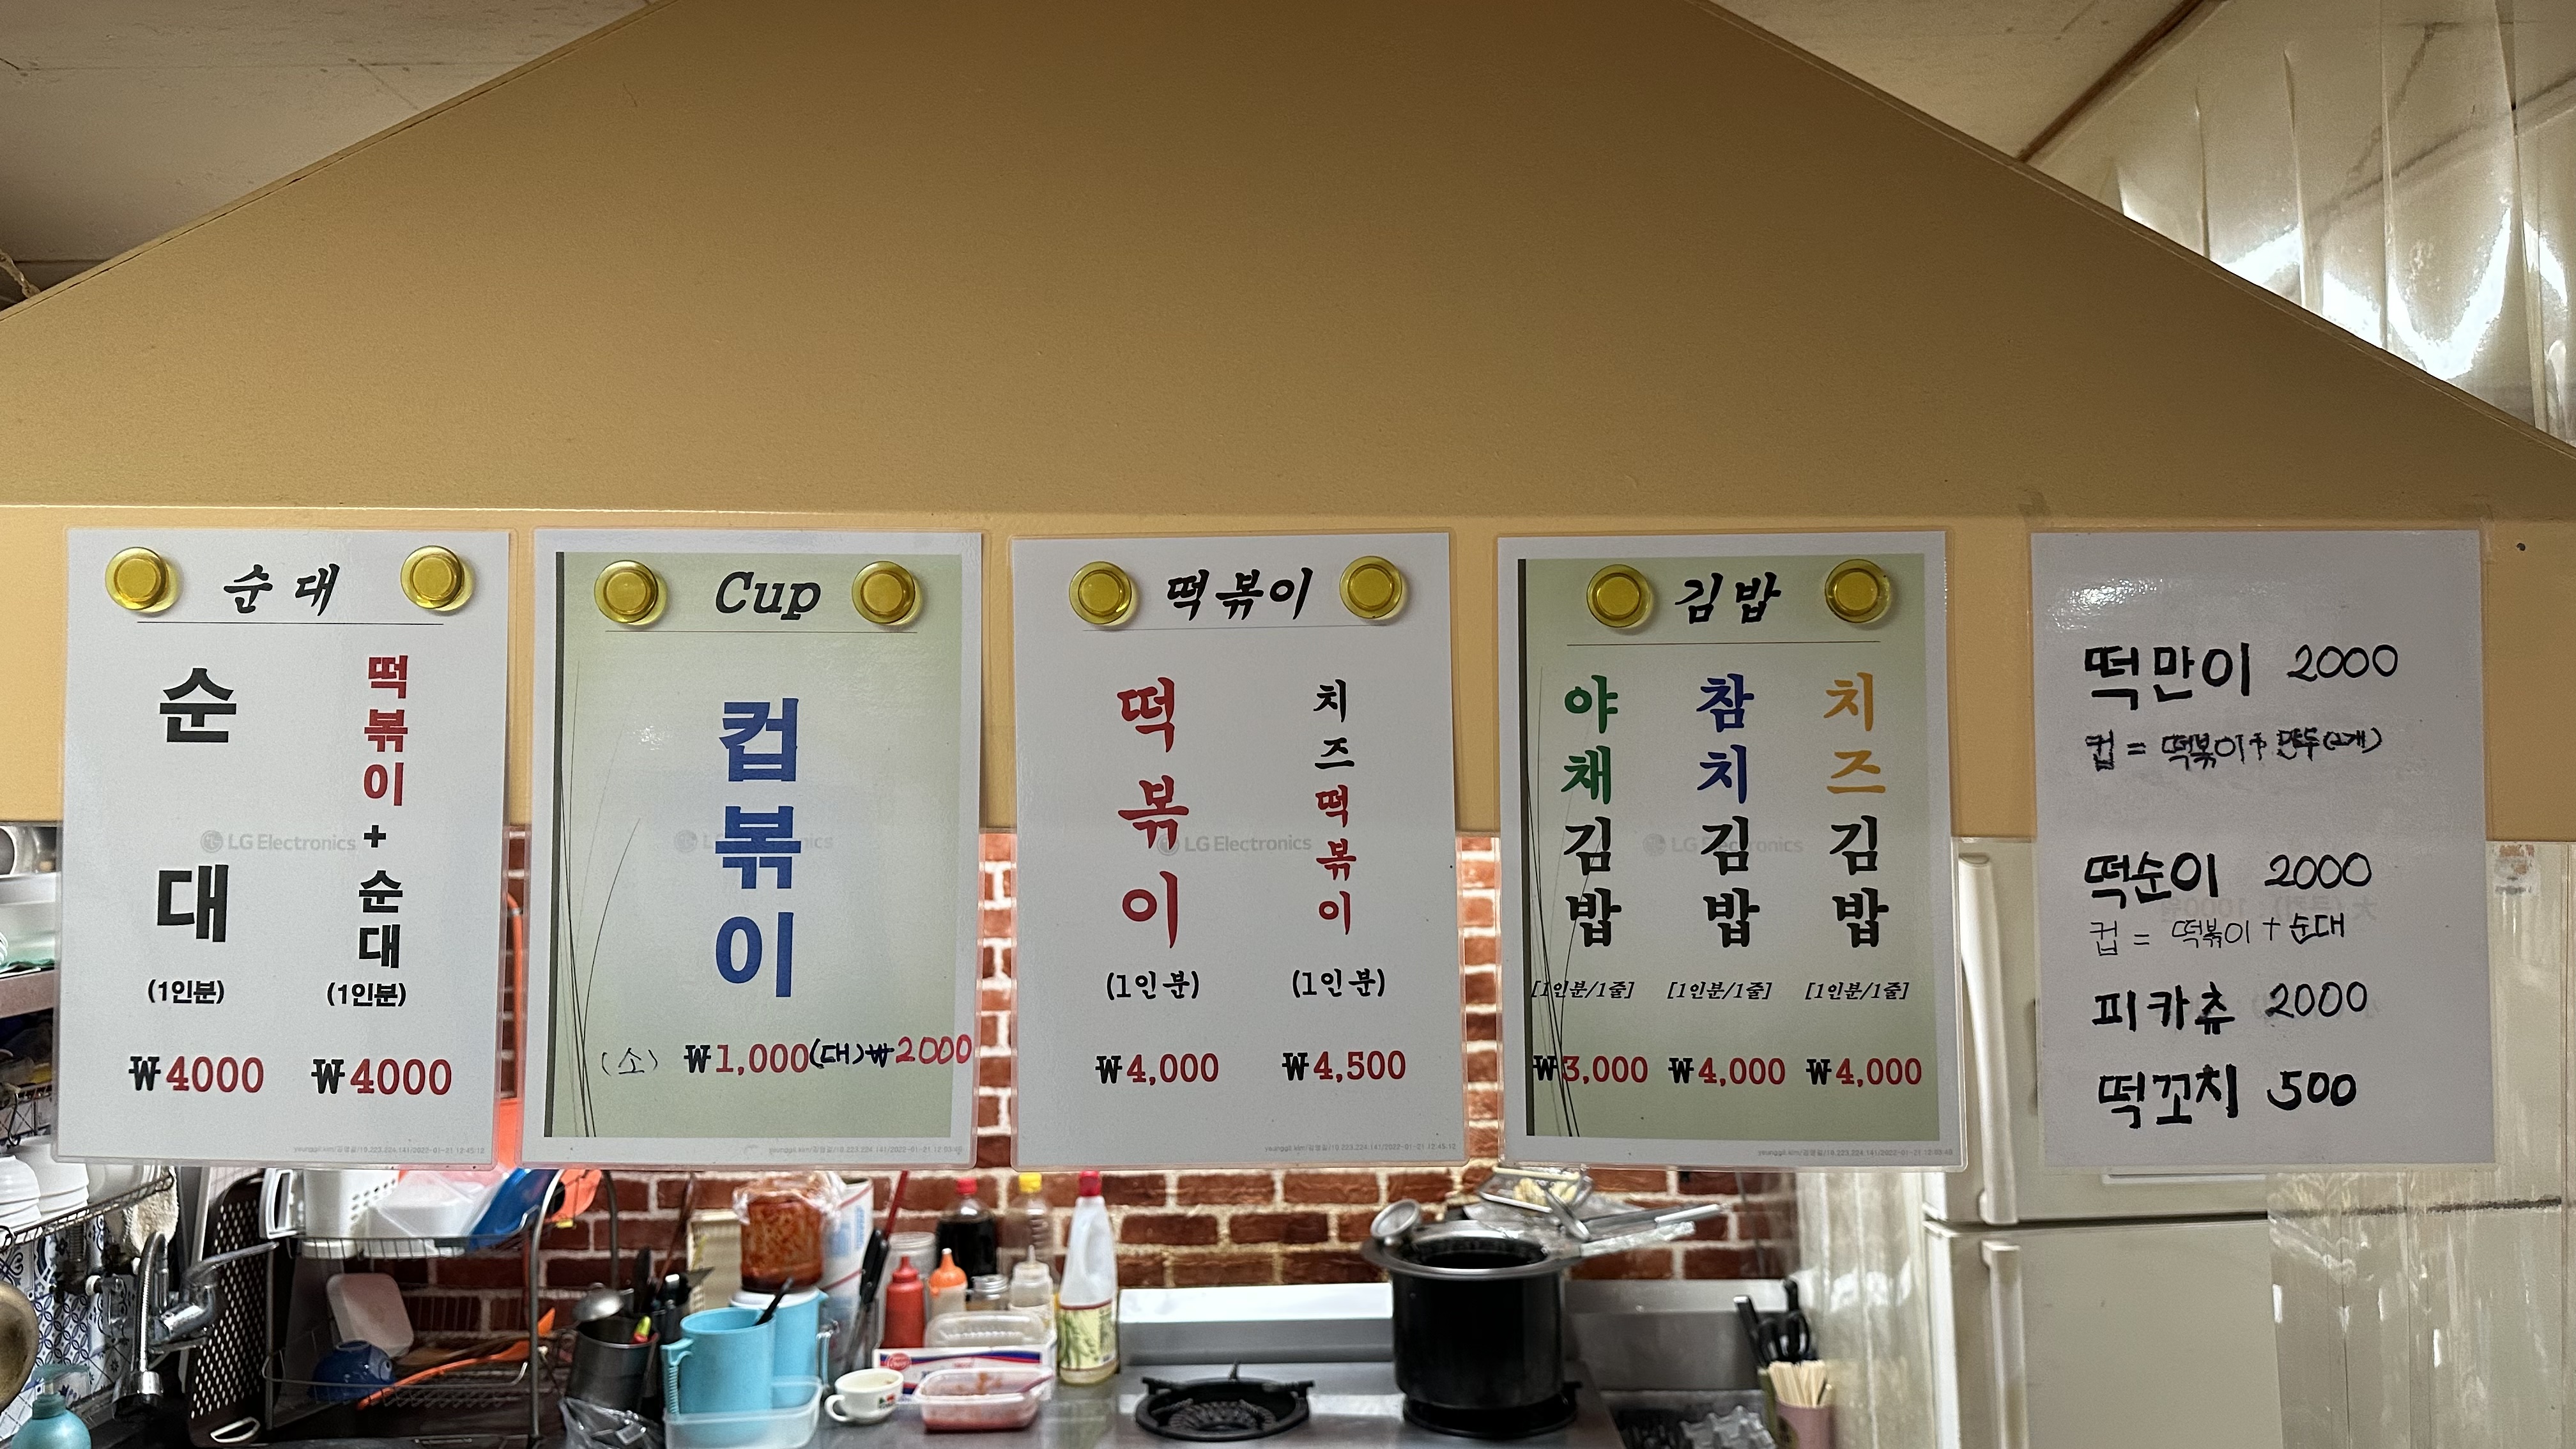 순대
순대
(1인분)
₩4000
떡볶이+순대
(1인분)
₩4000
LG Electronics
Cup
컵볶이
(소) ₩1,000 (대) ₩2000
떡볶이
떡볶이
(1인분)
₩4,000
치즈떡볶이
(1인분)
₩4,500
LG Electronics
김밥
야채김밥
[1인분/1줄]
₩3,000
참치김밥
[1인분/1줄]
₩4,000
치즈김밥
[1인분/1줄]
₩4,000
떡만이 2000
컵 = 떡볶이+만두(2개)
떡순이 2000
컵 = 떡볶이+순대
피카츄 2000
떡꼬치 500